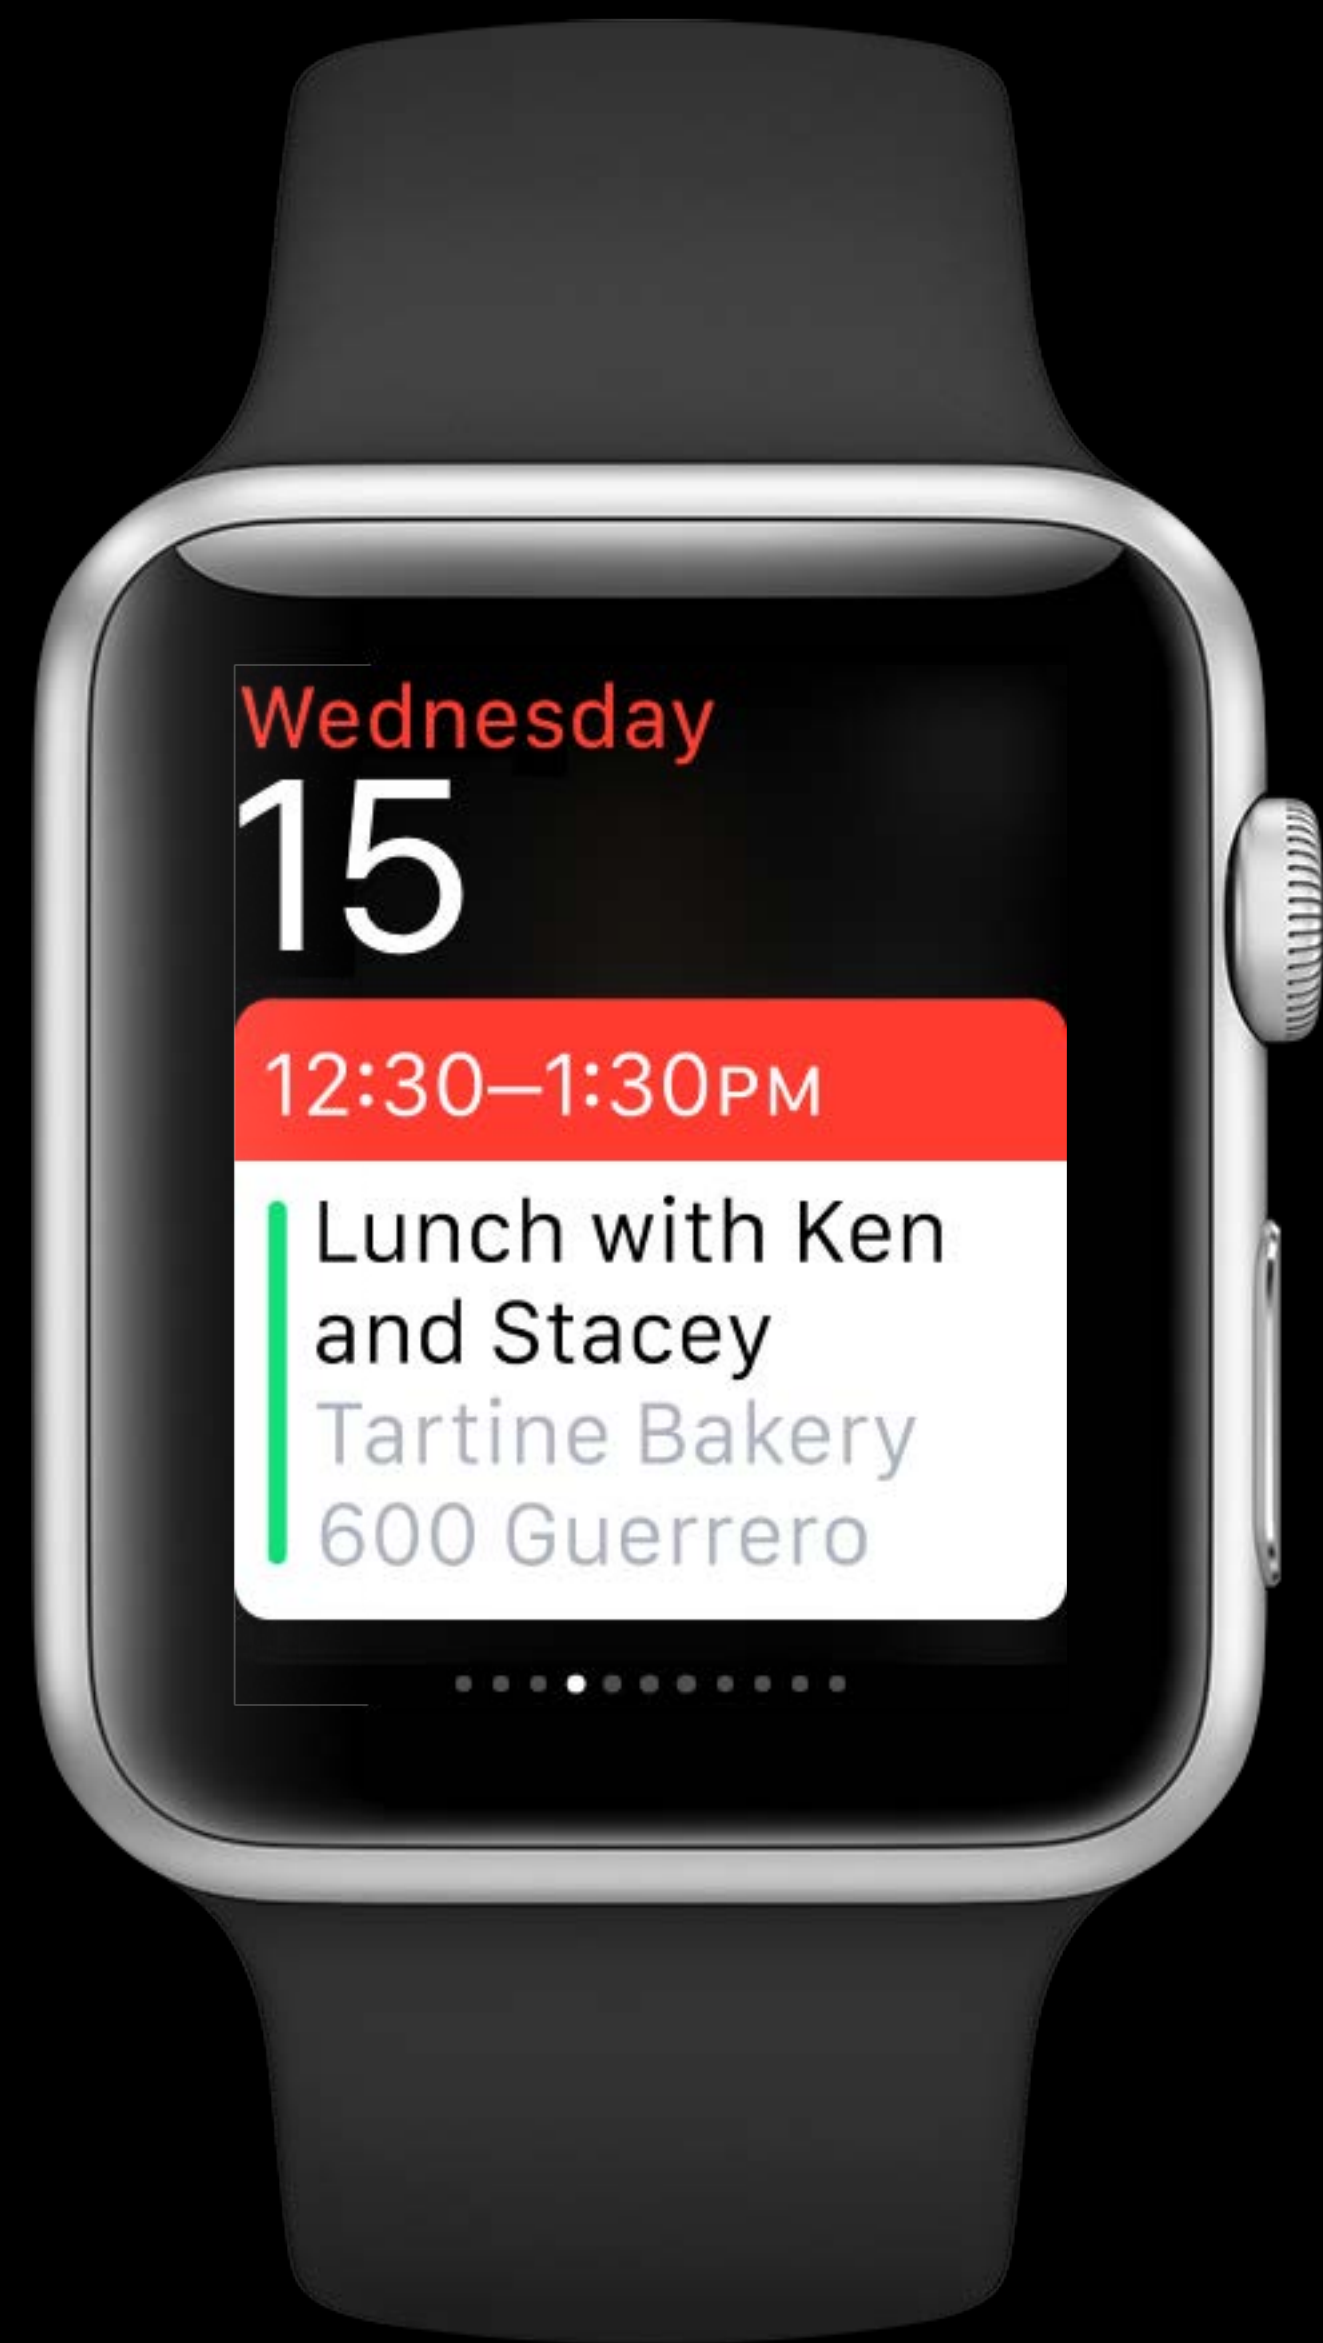 Wednesday
15
12:30–1:30PM
Lunch with Ken
and Stacey
Tartine Bakery
600 Guerrero